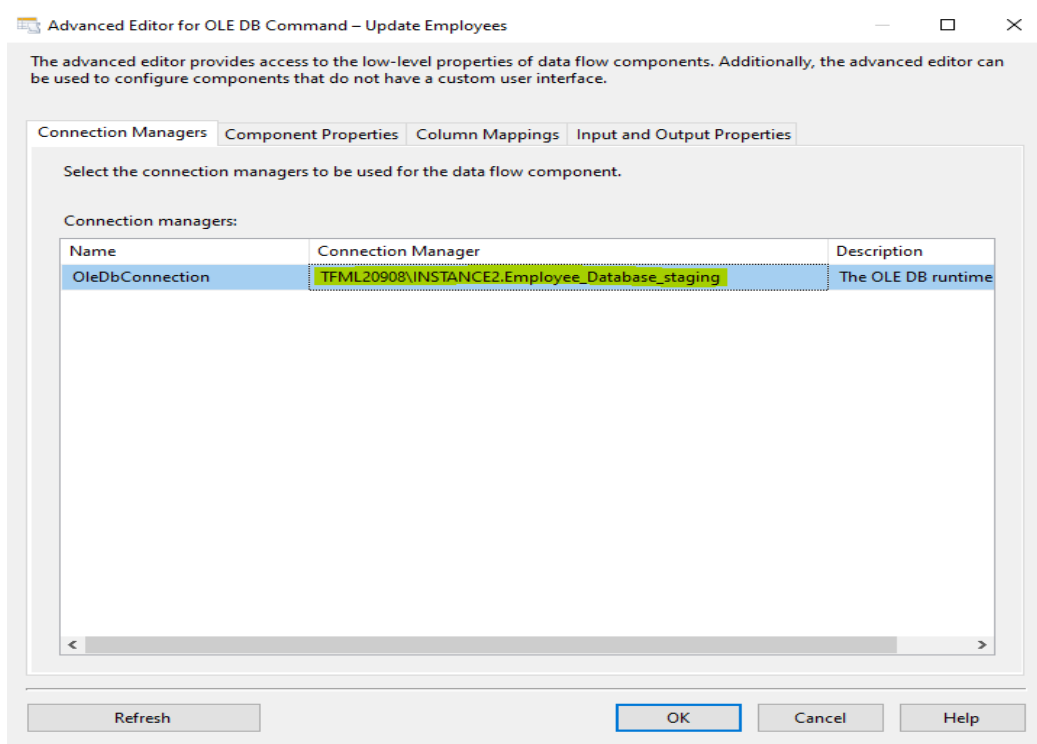 Advanced Editor for OLE DB Command – Update Employees
The advanced editor provides access to the low-level properties of data flow components. Additionally, the advanced editor can
be used to configure components that do not have a custom user interface.
Connection Managers Component Properties Column Mappings Input and Output Properties
Select the connection managers to be used for the data flow component.
Connection managers:
Name Connection Manager Description
OleDbConnection TFML20908\INSTANCE2.Employee_Database_staging The OLE DB runtime
Refresh OK Cancel Help